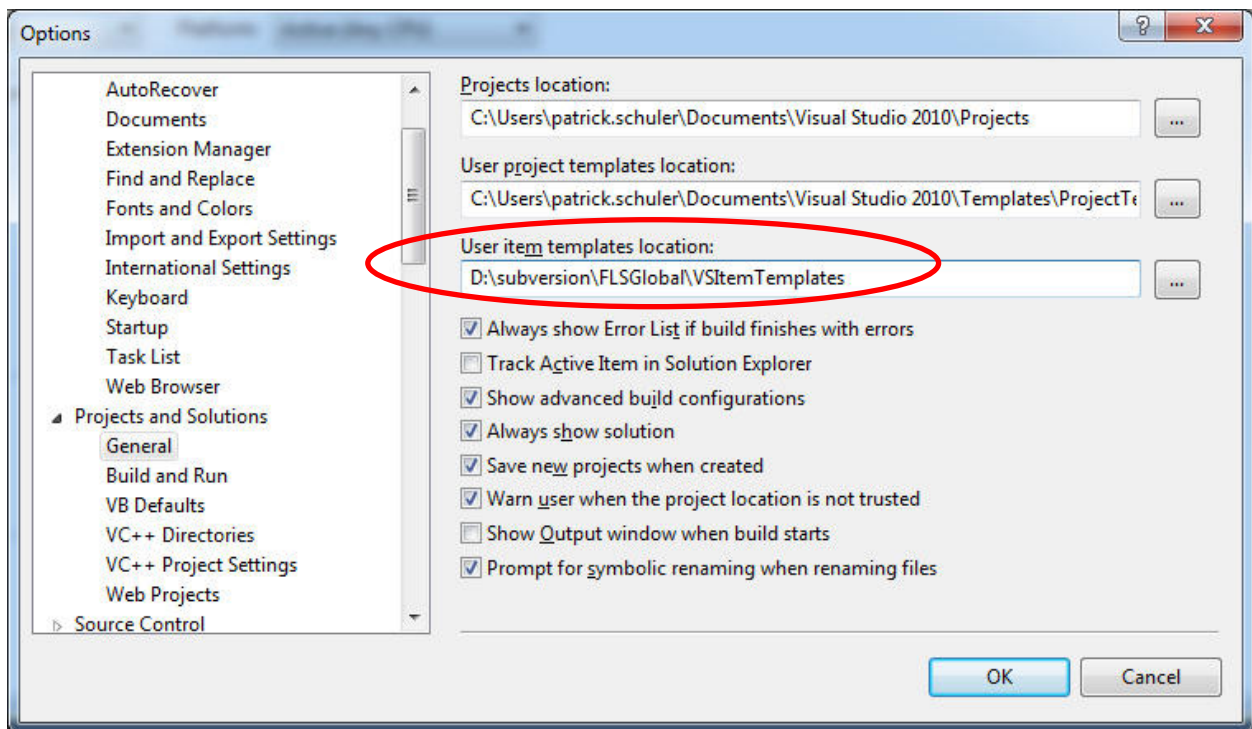 Options
AutoRecover
Documents
Extension Manager
Find and Replace
Fonts and Colors
Import and Export Settings
International Settings
Keyboard
Startup
Task List
Web Browser
Projects and Solutions
General
Build and Run
VB Defaults
VC++ Directories
VC++ Project Settings
Web Projects
Source Control
Projects location:
C:\Users\patrick.schuler\Documents\Visual Studio 2010\Projects
...
User project templates location:
C:\Users\patrick.schuler\Documents\Visual Studio 2010\Templates\ProjectTe
...
User item templates location:
D:\subversion\FLSGlobal\VSItemTemplates
...
Always show Error List if build finishes with errors
Track Active Item in Solution Explorer
Show advanced build configurations
Always show solution
Save new projects when created
Warn user when the project location is not trusted
Show Output window when build starts
Prompt for symbolic renaming when renaming files
OK
Cancel